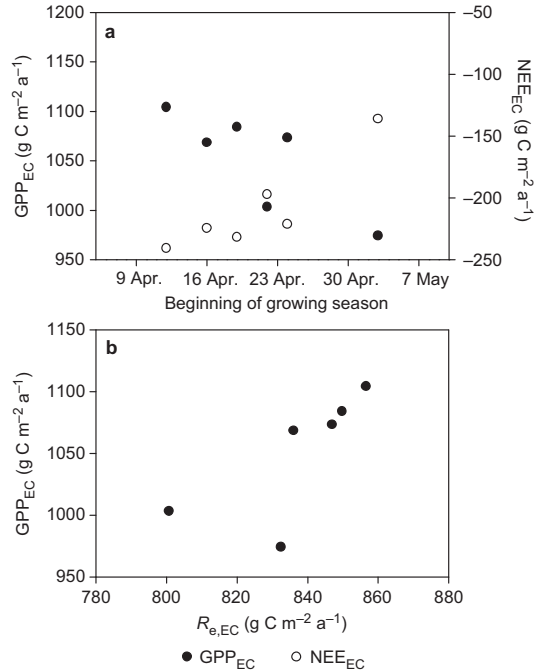 a
1200
1150
1100
1050
1000
950
GPP_EC (g C m⁻² a⁻¹)
−50
−100
−150
−200
−250
NEE_EC (g C m⁻² a⁻¹)
9 Apr. 16 Apr. 23 Apr. 30 Apr. 7 May
Beginning of growing season
b
1150
1100
1050
1000
950
GPP_EC (g C m⁻² a⁻¹)
780 800 820 840 860 880
R_e,EC (g C m⁻² a⁻¹)
GPP_EC NEE_EC